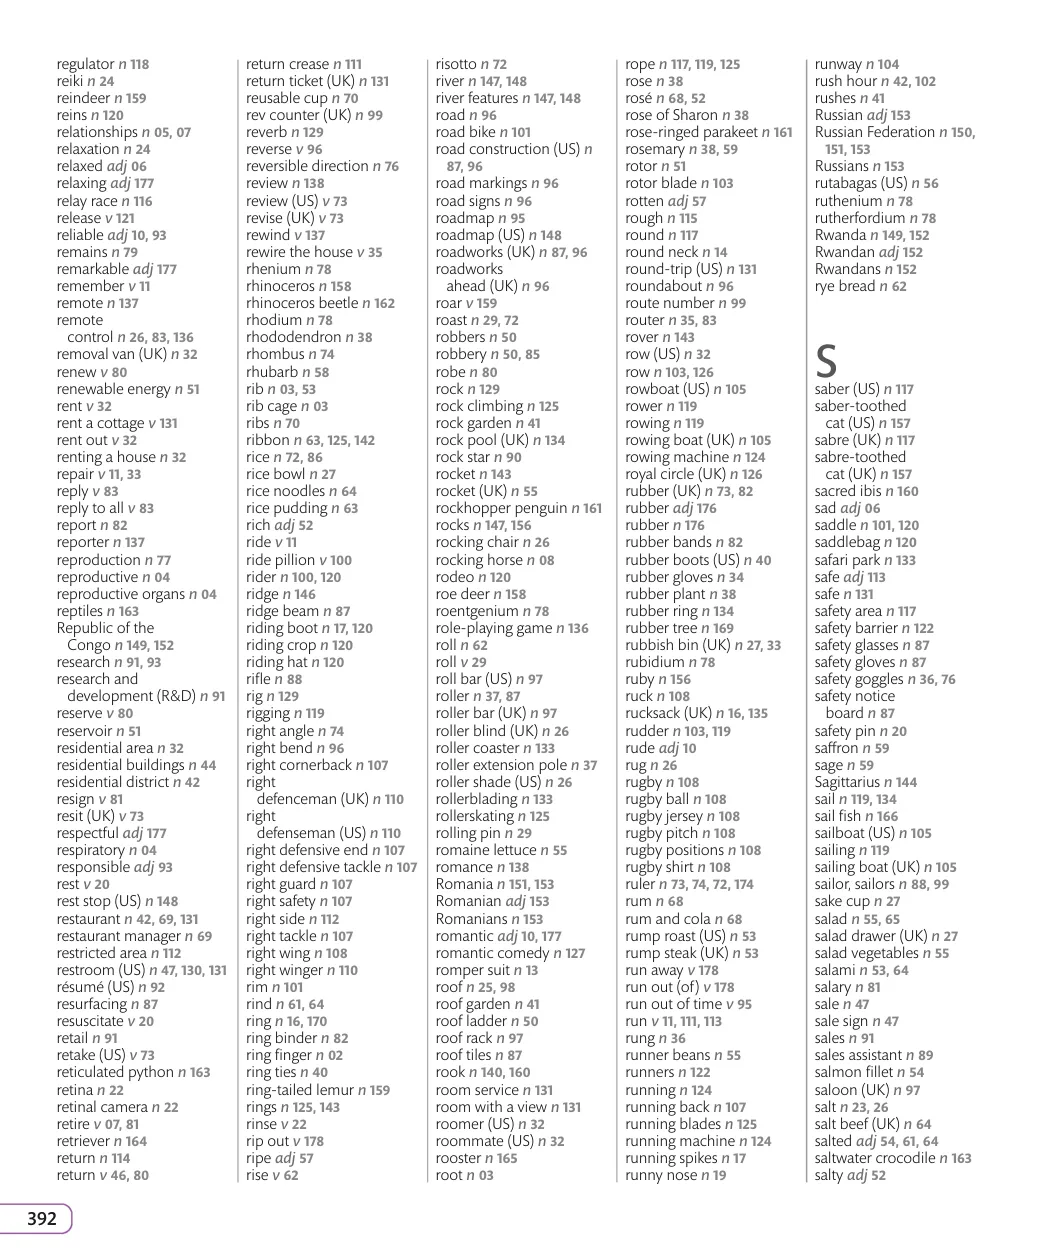 regulator n 118
reiki n 24
reindeer n 159
reins n 120
relationships n 05, 07
relaxation n 24
relaxed adj 06
relaxing adj 177
relay race n 116
release v 121
reliable adj 10, 93
remains n 79
remarkable adj 177
remember v 11
remote n 137
remote
control n 26, 83, 136
removal van (UK) n 32
renew v 80
renewable energy n 51
rent v 32
rent a cottage v 131
rent out v 32
renting a house n 32
repair v 11, 33
reply v 83
reply to all v 83
report n 82
reporter n 137
reproduction n 77
reproductive n 04
reproductive organs n 04
reptiles n 163
Republic of the
Congo n 149, 152
research n 91, 93
research and
development (R&D) n 91
reserve v 80
reservoir n 51
residential area n 32
residential buildings n 44
residential district n 42
resign v 81
resit (UK) v 73
respectful adj 177
respiratory n 04
responsible adj 93
rest v 20
rest stop (US) n 148
restaurant n 42, 69, 131
restaurant manager n 69
restricted area n 112
restroom (US) n 47, 130, 131
résumé (US) n 92
resurfacing n 87
resuscitate v 20
retail n 91
retake (US) v 73
reticulated python n 163
retina n 22
retinal camera n 22
retire v 07, 81
retriever n 164
return n 114
return v 46, 80
return crease n 111
return ticket (UK) n 131
reusable cup n 70
rev counter (UK) n 99
reverb n 129
reverse v 96
reversible direction n 76
review n 138
review (US) v 73
revise (UK) v 73
rewind v 137
rewire the house v 35
rhenium n 78
rhinoceros n 158
rhinoceros beetle n 162
rhodium n 78
rhododendron n 38
rhombus n 74
rhubarb n 58
rib n 03, 53
rib cage n 03
ribs n 70
ribbon n 63, 125, 142
rice n 72, 86
rice bowl n 27
rice noodles n 64
rice pudding n 63
rich adj 52
ride v 11
ride pillion v 100
rider n 100, 120
ridge n 146
ridge beam n 87
riding boot n 17, 120
riding crop n 120
riding hat n 120
rifle n 88
rig n 129
rigging n 119
right angle n 74
right bend n 96
right cornerback n 107
right
defenceman (UK) n 110
right
defenseman (US) n 110
right defensive end n 107
right defensive tackle n 107
right guard n 107
right safety n 107
right side n 112
right tackle n 107
right wing n 108
right winger n 110
rim n 101
rind n 61, 64
ring n 16, 170
ring binder n 82
ring finger n 02
ring ties n 40
ring-tailed lemur n 159
rings n 125, 143
rinse v 22
rip out v 178
ripe adj 57
rise v 62
risotto n 72
river n 147, 148
river features n 147, 148
road n 96
road bike n 101
road construction (US) n
87, 96
road markings n 96
road signs n 96
roadmap n 95
roadmap (US) n 148
roadworks (UK) n 87, 96
roadworks
ahead (UK) n 96
roar v 159
roast n 29, 72
robbers n 50
robbery n 50, 85
robe n 80
rock n 129
rock climbing n 125
rock garden n 41
rock pool (UK) n 134
rock star n 90
rocket n 143
rocket (UK) n 55
rockhopper penguin n 161
rocks n 147, 156
rocking chair n 26
rocking horse n 08
rodeo n 120
roe deer n 158
roentgenium n 78
role-playing game n 136
roll n 62
roll v 29
roll bar (US) n 97
roller n 37, 87
roller bar (UK) n 97
roller blind (UK) n 26
roller coaster n 133
roller extension pole n 37
roller shade (US) n 26
rollerblading n 133
rollerskating n 125
rolling pin n 29
romaine lettuce n 55
romance n 138
Romania n 151, 153
Romanian adj 153
Romanians n 153
romantic adj 10, 177
romantic comedy n 127
romper suit n 13
roof n 25, 98
roof garden n 41
roof ladder n 50
roof rack n 97
roof tiles n 87
rook n 140, 160
room service n 131
room with a view n 131
roomer (US) n 32
roommate (US) n 32
rooster n 165
root n 03
rope n 117, 119, 125
rose n 38
rosé n 68, 52
rose of Sharon n 38
rose-ringed parakeet n 161
rosemary n 38, 59
rotor n 51
rotor blade n 103
rotten adj 57
rough n 115
round n 117
round neck n 14
round-trip (US) n 131
roundabout n 96
route number n 99
router n 35, 83
rover n 143
row (US) n 32
row n 103, 126
rowboat (US) n 105
rower n 119
rowing n 119
rowing boat (UK) n 105
rowing machine n 124
royal circle (UK) n 126
rubber (UK) n 73, 82
rubber adj 176
rubber n 176
rubber bands n 82
rubber boots (US) n 40
rubber gloves n 34
rubber plant n 38
rubber ring n 134
rubber tree n 169
rubbish bin (UK) n 27, 33
rubidium n 78
ruby n 156
ruck n 108
rucksack (UK) n 16, 135
rudder n 103, 119
rude adj 10
rug n 26
rugby n 108
rugby ball n 108
rugby jersey n 108
rugby pitch n 108
rugby positions n 108
rugby shirt n 108
ruler n 73, 74, 72, 174
rum n 68
rum and cola n 68
rump roast (US) n 53
rump steak (UK) n 53
run away v 178
run out (of) v 178
run out of time v 95
run v 11, 111, 113
rung n 36
runner beans n 55
runners n 122
running n 124
running back n 107
running blades n 125
running machine n 124
running spikes n 17
runny nose n 19
runway n 104
rush hour n 42, 102
rushes n 41
Russian adj 153
Russian Federation n 150,
151, 153
Russians n 153
rutabagas (US) n 56
ruthenium n 78
rutherfordium n 78
Rwanda n 149, 152
Rwandan adj 152
Rwandans n 152
rye bread n 62
S
saber (US) n 117
saber-toothed
cat (US) n 157
sabre (UK) n 117
sabre-toothed
cat (UK) n 157
sacred ibis n 160
sad adj 06
saddle n 101, 120
saddlebag n 120
safari park n 133
safe adj 113
safe n 131
safety area n 117
safety barrier n 122
safety glasses n 87
safety gloves n 87
safety goggles n 36, 76
safety notice
board n 87
safety pin n 20
saffron n 59
sage n 59
Sagittarius n 144
sail n 119, 134
sail fish n 166
sailboat (US) n 105
sailing n 119
sailing boat (UK) n 105
sailor, sailors n 88, 99
sake cup n 27
salad n 55, 65
salad drawer (UK) n 27
salad vegetables n 55
salami n 53, 64
salary n 81
sale n 47
sale sign n 47
sales n 91
sales assistant n 89
salmon fillet n 54
saloon (UK) n 97
salt n 23, 26
salt beef (UK) n 64
salted adj 54, 61, 64
saltwater crocodile n 163
salty adj 52
392